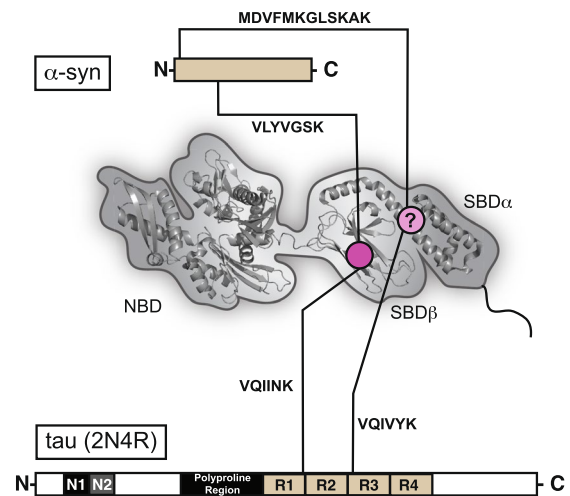 MDVFMKGLSKAK
α-syn
N
C
VLYVGSK
SBDα
?
NBD
SBDβ
VQIINK
VQIVYK
tau (2N4R)
N
N1
N2
Polyproline
Region
R1
R2
R3
R4
C